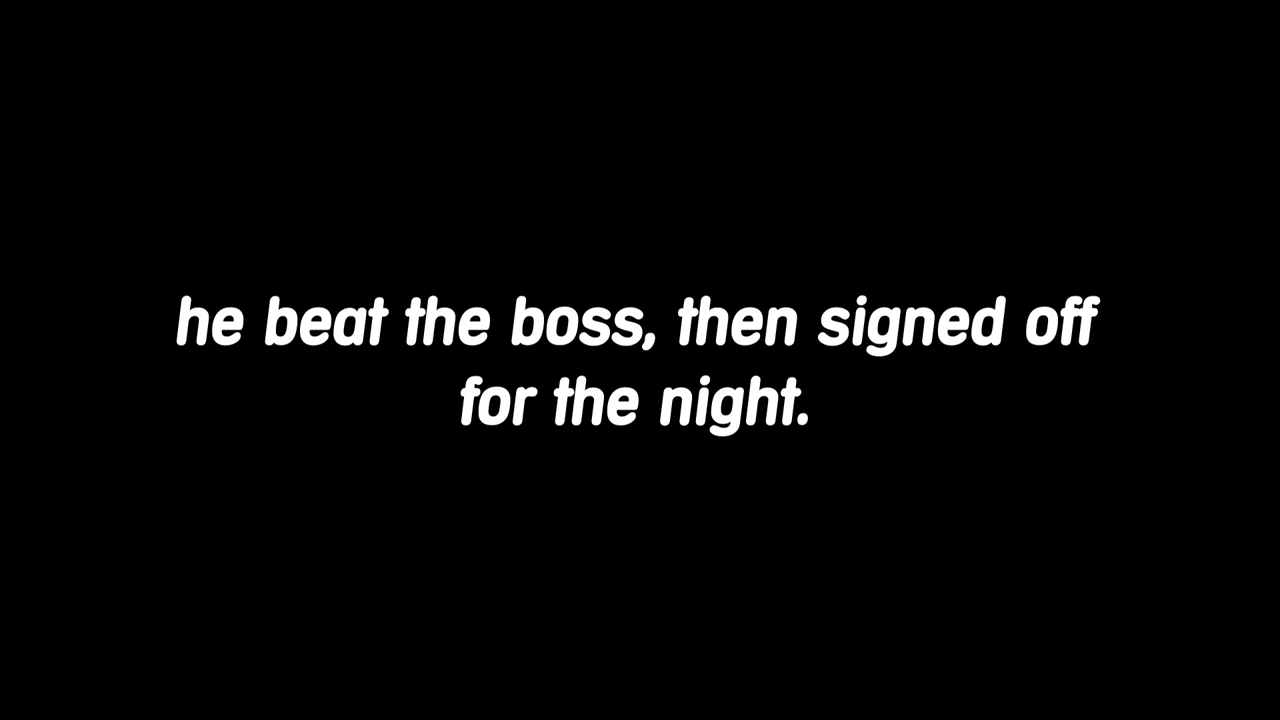 he beat the boss, then signed off
for the night.